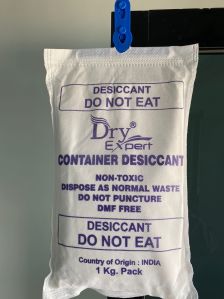 DESICCANT
DO NOT EAT
Dry®
Expert
CONTAINER DESICCANT
NON-TOXIC
DISPOSE AS NORMAL WASTE
DO NOT PUNCTURE
DMF FREE
DESICCANT
DO NOT EAT
Country of Origin : INDIA
1 Kg. Pack